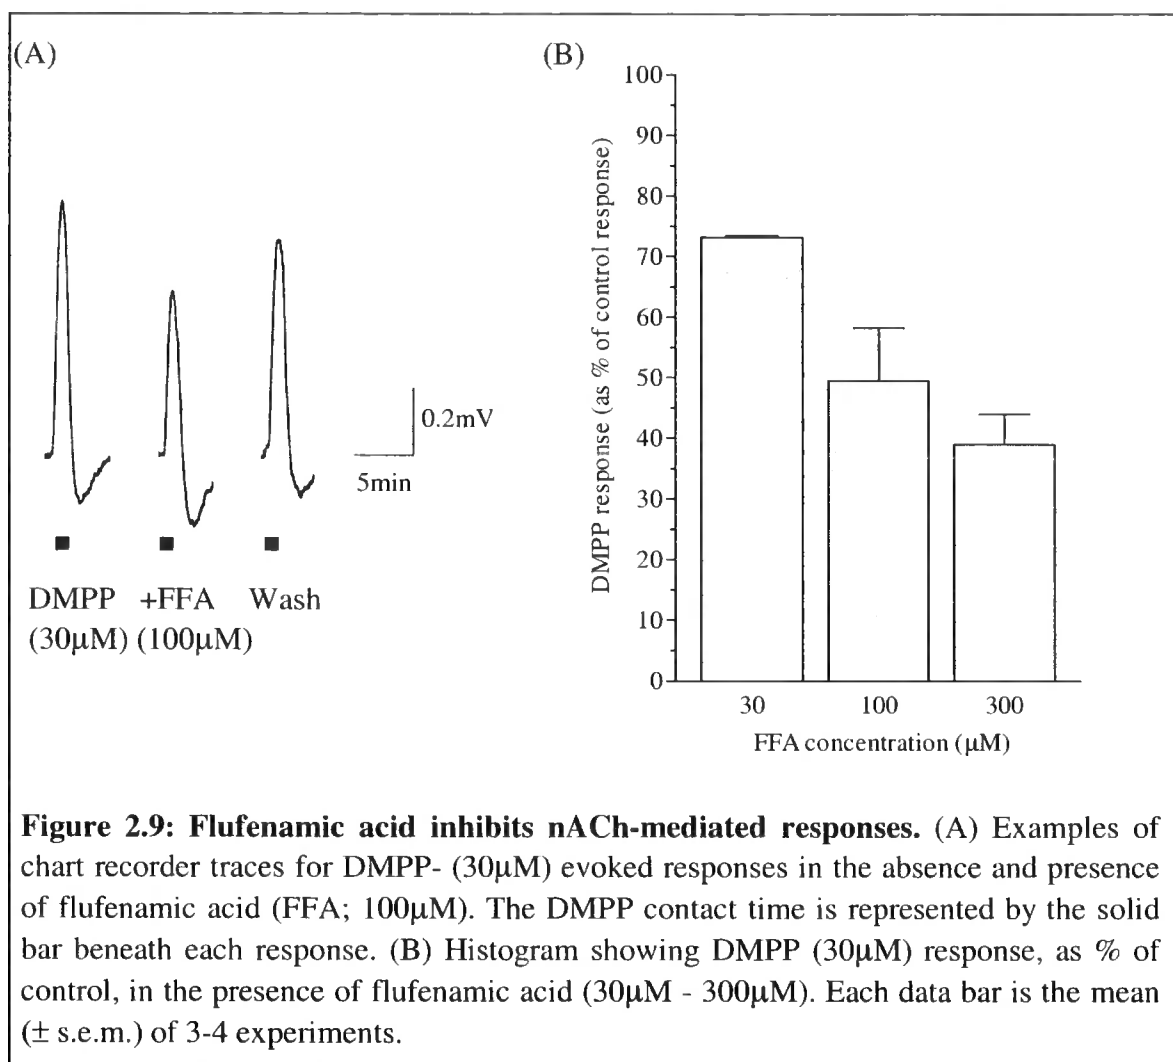 (A)
0.2mV
5min
DMPP +FFA Wash
(30µM) (100µM)
(B)
100
90
80
70
60
50
40
30
20
10
0
DMPP response (as % of control response)
30 100 300
FFA concentration (µM)
Figure 2.9: Flufenamic acid inhibits nACh-mediated responses. (A) Examples of
chart recorder traces for DMPP- (30µM) evoked responses in the absence and presence
of flufenamic acid (FFA; 100µM). The DMPP contact time is represented by the solid
bar beneath each response. (B) Histogram showing DMPP (30µM) response, as % of
control, in the presence of flufenamic acid (30µM - 300µM). Each data bar is the mean
(± s.e.m.) of 3-4 experiments.